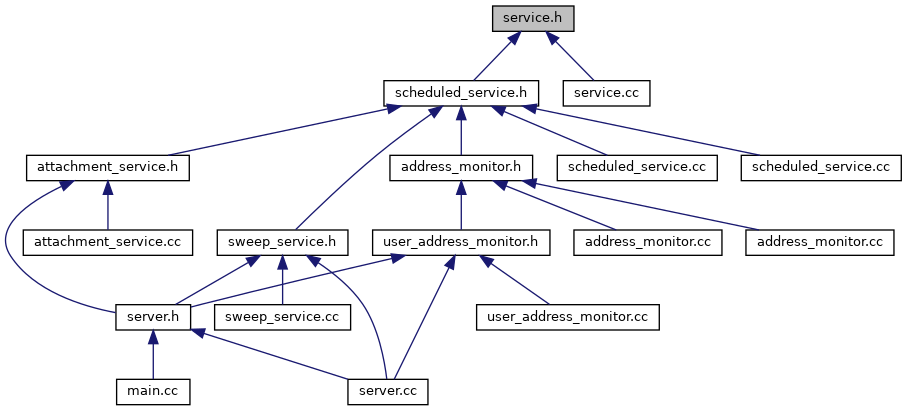 service.h
scheduled_service.h
service.cc
attachment_service.h
address_monitor.h
scheduled_service.cc
scheduled_service.cc
attachment_service.cc
sweep_service.h
user_address_monitor.h
address_monitor.cc
address_monitor.cc
server.h
sweep_service.cc
user_address_monitor.cc
main.cc
server.cc